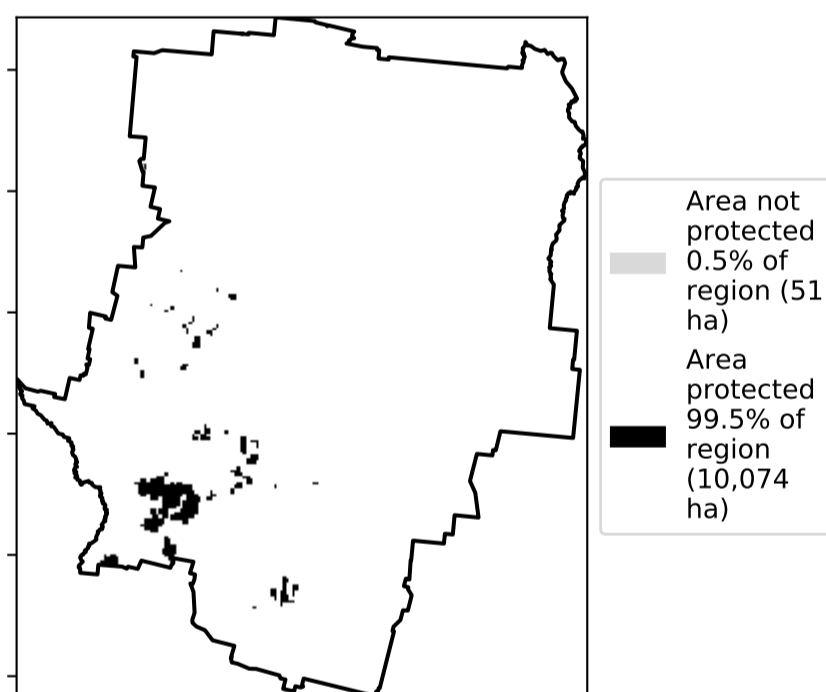 Area not
protected
0.5% of
region (51
ha)
Area
protected
99.5% of
region
(10,074
ha)